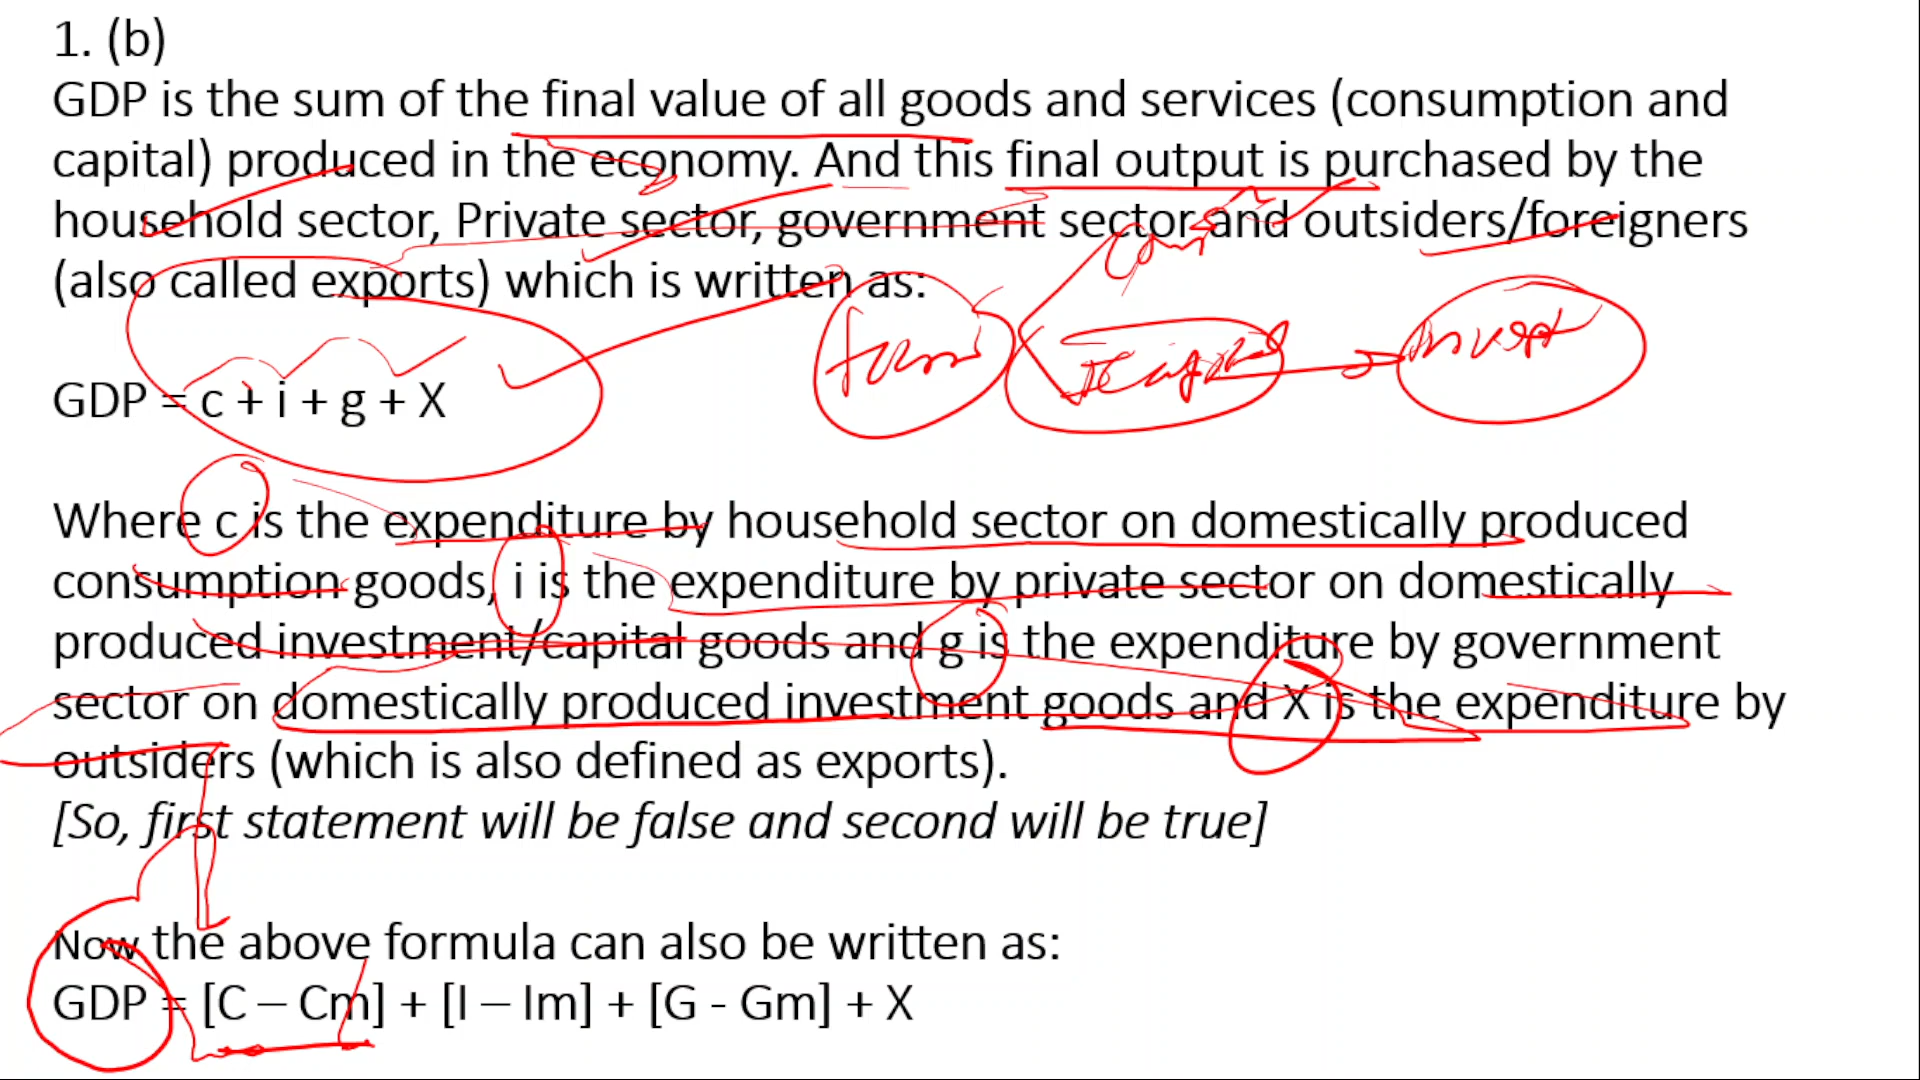 1. (b)
GDP is the sum of the final value of all goods and services (consumption and
capital) produced in the economy. And this final output is purchased by the
household sector, Private sector, government sector and outsiders/foreigners
(also called exports) which is written as:
GDP = c + i + g + X
Where c is the expenditure by household sector on domestically produced
consumption goods, i is the expenditure by private sector on domestically
produced investment/capital goods and g is the expenditure by government
sector on domestically produced investment goods and X is the expenditure by
outsiders (which is also defined as exports).
[So, first statement will be false and second will be true]
Now the above formula can also be written as:
GDP = [C – Cm] + [I – Im] + [G - Gm] + X